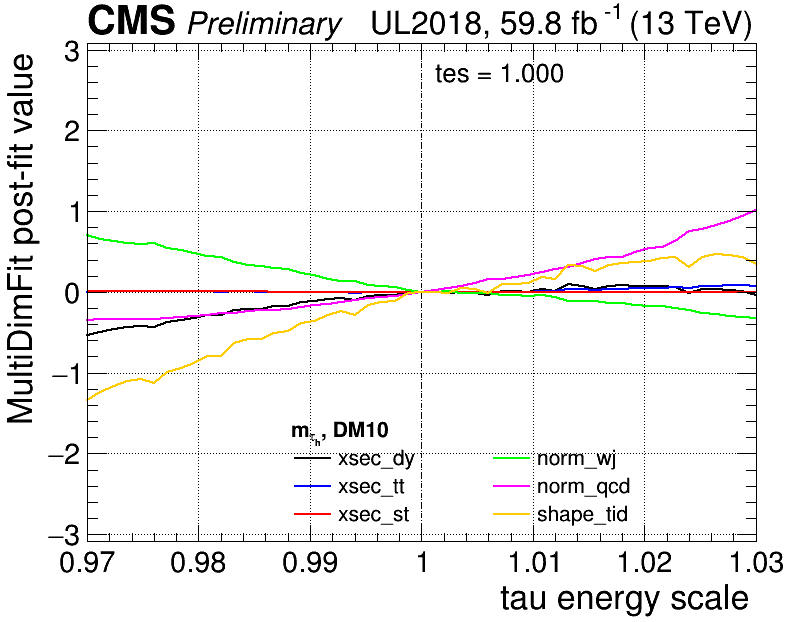 CMS Preliminary UL2018, 59.8 fb⁻¹ (13 TeV)
MultiDimFit post-fit value
3
2
1
0
−1
−2
−3
tes = 1.000
m_{τ_h}, DM10
xsec_dy norm_wj
xsec_tt norm_qcd
xsec_st shape_tid
0.97 0.98 0.99 1 1.01 1.02 1.03
tau energy scale